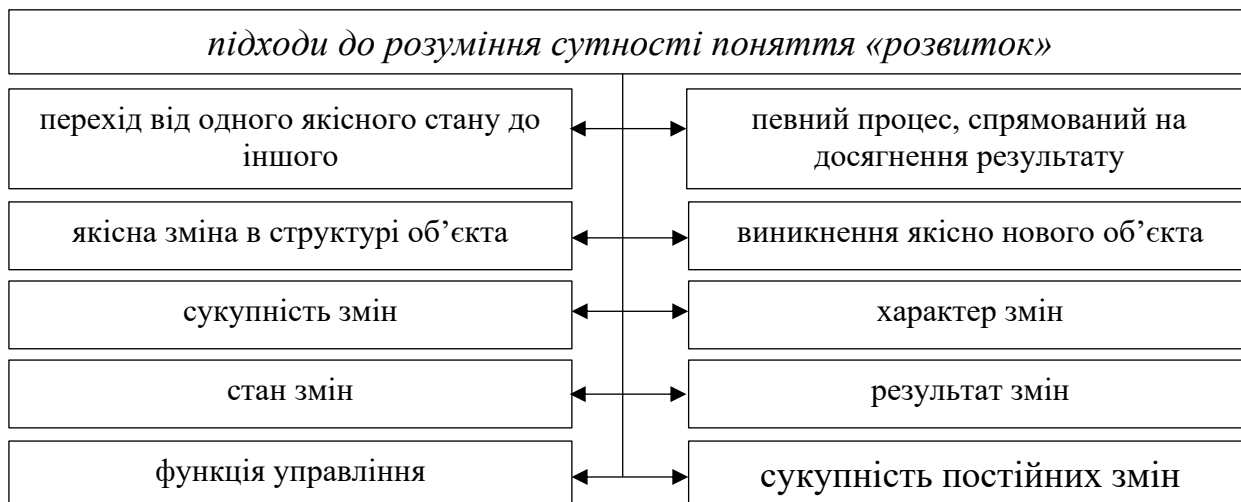 підходи до розуміння сутності поняття «розвиток»
перехід від одного якісного стану до
іншого
певний процес, спрямований на
досягнення результату
якісна зміна в структурі об’єкта
виникнення якісно нового об’єкта
сукупність змін
характер змін
стан змін
результат змін
функція управління
сукупність постійних змін